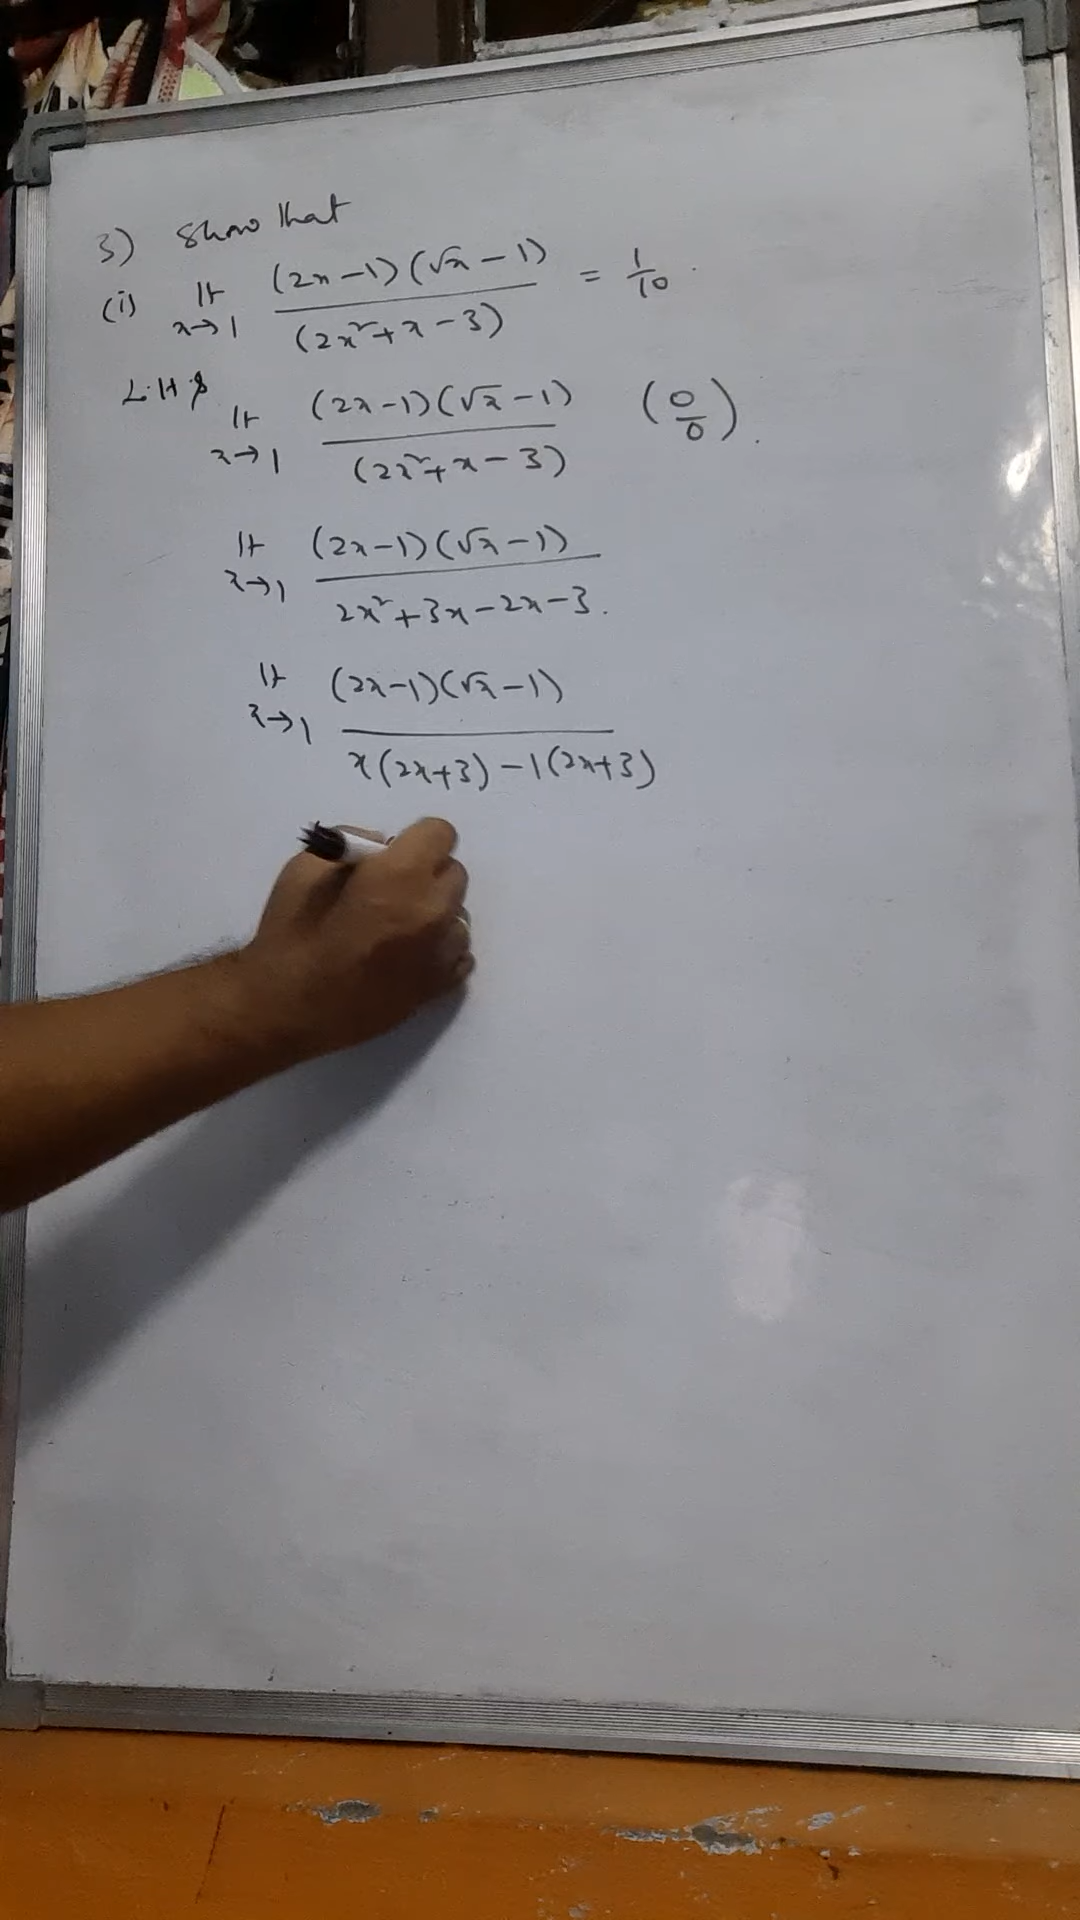 3) Show that
(i) lt x→1 (2x-1)(√x-1) / (2x²+x-3) = 1/10.
L.H.S lt x→1 (2x-1)(√x-1) / (2x²+x-3) (0/0).
lt x→1 (2x-1)(√x-1) / 2x²+3x-2x-3.
lt x→1 (2x-1)(√x-1) / x(2x+3)-1(2x+3)